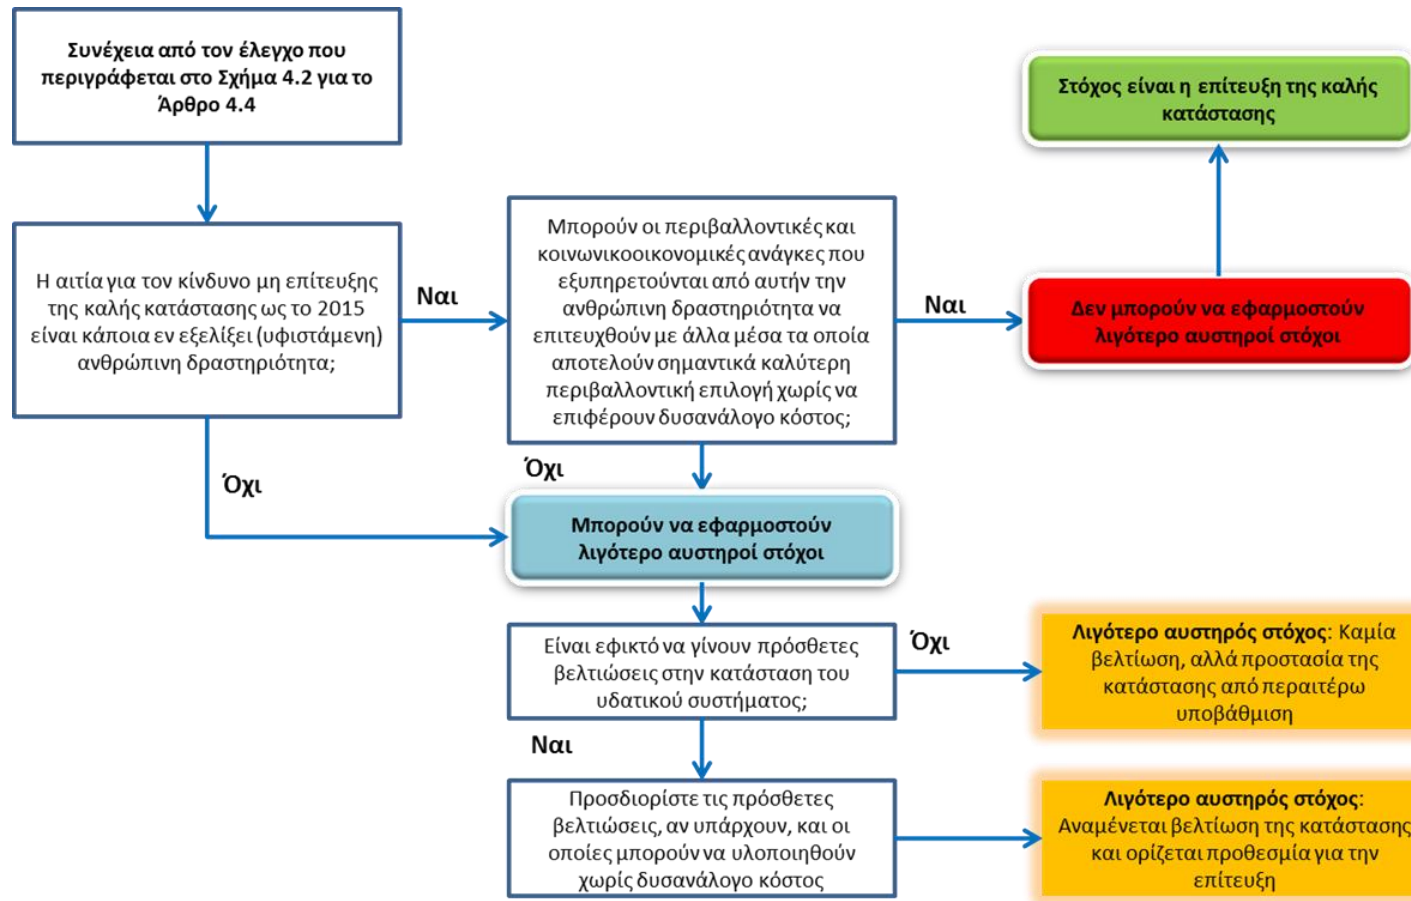 Συνέχεια από τον έλεγχο που
περιγράφεται στο Σχήμα 4.2 για το
Άρθρο 4.4
Στόχος είναι η επίτευξη της καλής
κατάστασης
Η αιτία για τον κίνδυνο μη επίτευξης
της καλής κατάστασης ως το 2015
είναι κάποια εν εξελίξει (υφιστάμενη)
ανθρώπινη δραστηριότητα;
Ναι
Μπορούν οι περιβαλλοντικές και
κοινωνικοοικονομικές ανάγκες που
εξυπηρετούνται από αυτήν την
ανθρώπινη δραστηριότητα να
επιτευχθούν με άλλα μέσα τα οποία
αποτελούν σημαντικά καλύτερη
περιβαλλοντική επιλογή χωρίς να
επιφέρουν δυσανάλογο κόστος;
Ναι
Δεν μπορούν να εφαρμοστούν
λιγότερο αυστηροί στόχοι
Όχι
Όχι
Μπορούν να εφαρμοστούν
λιγότερο αυστηροί στόχοι
Είναι εφικτό να γίνουν πρόσθετες
βελτιώσεις στην κατάσταση του
υδατικού συστήματος;
Όχι
Λιγότερο αυστηρός στόχος: Καμία
βελτίωση, αλλά προστασία της
κατάστασης από περαιτέρω
υποβάθμιση
Ναι
Προσδιορίστε τις πρόσθετες
βελτιώσεις, αν υπάρχουν, και οι
οποίες μπορούν να υλοποιηθούν
χωρίς δυσανάλογο κόστος
Λιγότερο αυστηρός στόχος:
Αναμένεται βελτίωση της κατάστασης
και ορίζεται προθεσμία για την
επίτευξη